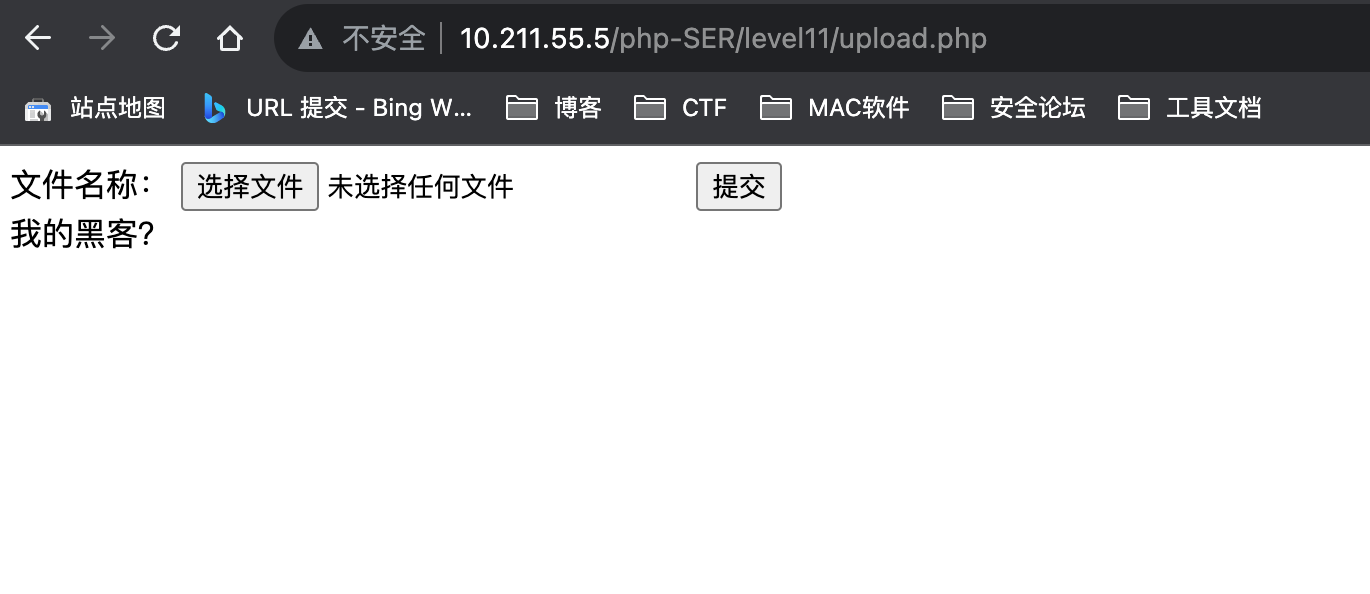 不安全 10.211.55.5/php-SER/level11/upload.php
站点地图 URL 提交 - Bing W... 博客 CTF MAC软件 安全论坛 工具文档
文件名称： 选择文件 未选择任何文件 提交
我的黑客?